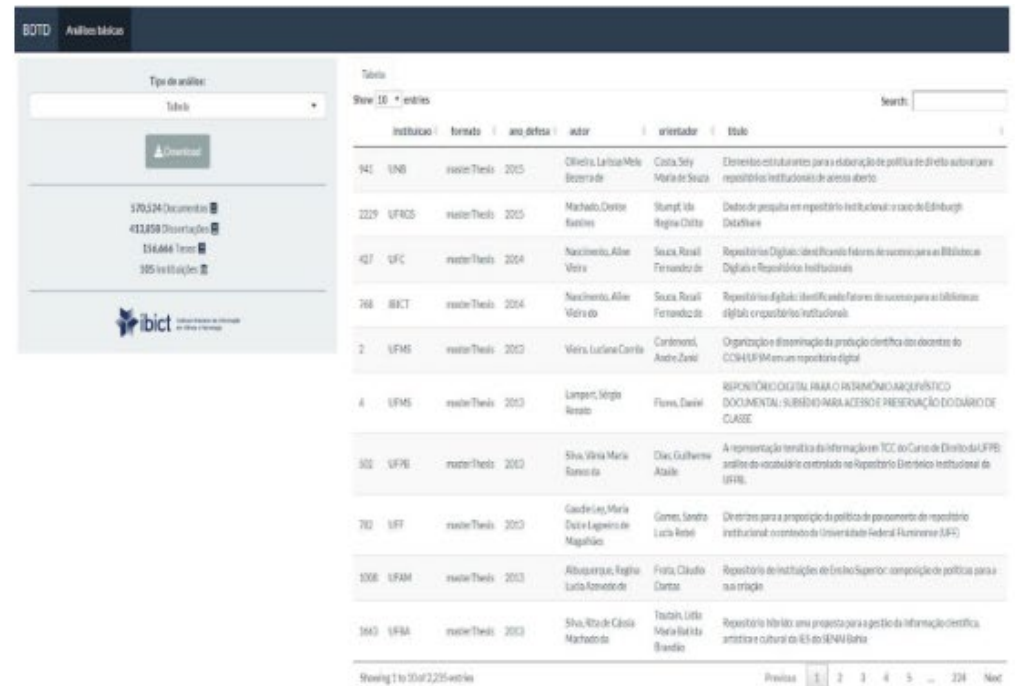 BDTD Análises básicas
Tipo de análise:
Tabela
Download
570,524 Documentos
413,858 Dissertações
156,666 Teses
105 Instituições
ibict
Tabela
Show 10 entries
Search:
instituicao formato ano_defesa autor orientador titulo
941 UNB masterThesis 2015 Oliveira, Larissa Melo Bezerra de Costa, Sely Maria de Souza Elementos estruturantes para a elaboração de política de direito autoral para repositórios institucionais de acesso aberto
2229 UFRGS masterThesis 2015 Machado, Denise Ramires Stumpf, Ida Regina Chitto Dados de pesquisa em repositório institucional: o caso do Edinburgh DataShare
427 UFC masterThesis 2014 Nascimento, Aline Vieira Souza, Rosali Fernandez de Repositórios Digitais: identificando fatores de sucesso para as Bibliotecas Digitais e Repositórios Institucionais
768 IBICT masterThesis 2014 Nascimento, Aline Vieira do Souza, Rosali Fernandez de Repositórios digitais: identificando fatores de sucesso para as bibliotecas digitais e repositórios institucionais
2 UFMS masterThesis 2013 Vieira, Luciana Corrêa Andre Zanki Organização e disseminação da produção científica dos docentes do CCSH/UFSM em um repositório digital
4 UFMS masterThesis 2013 Lampert, Sérgio Renato Flores, Daniel REPOSITÓRIO DIGITAL PARA O PATRIMÔNIO ARQUIVÍSTICO DOCUMENTAL: SUBSÍDIO PARA ACESSO E PRESERVAÇÃO DO DIÁRIO DE CLASSE
502 UFPB masterThesis 2013 Silva, Vânia Maria Ramos da Dias, Guilherme Ataíde A representação temática da informação em TCC do Curso de Direito da UFPB: análise do vocabulário controlado no Repositório Eletrônico Institucional da UFPB.
782 UFF masterThesis 2013 Gaudie Ley, Maria Dulce Lagoeiro de Magalhães Gomes, Sandra Lucia Rebel Diretrizes para a proposição da política de povoamento do repositório institucional: o contexto da Universidade Federal Fluminense (UFF)
1008 UFAM masterThesis 2013 Albuquerque, Regina Lucia Azevedo de Frota, Cláudio Dantas Repositório de Instituições de Ensino Superior: composição de políticas para a sua criação
1663 UFBA masterThesis 2013 Silva, Rita de Cássia Machado da Toutain, Lídia Maria Batista Brandão Repositório híbrido: uma proposta para a gestão da informação científica, artística e cultural da IES do SENAI Bahia
Showing 1 to 10 of 2,235 entries
Previous 1 2 3 4 5 ... 224 Next